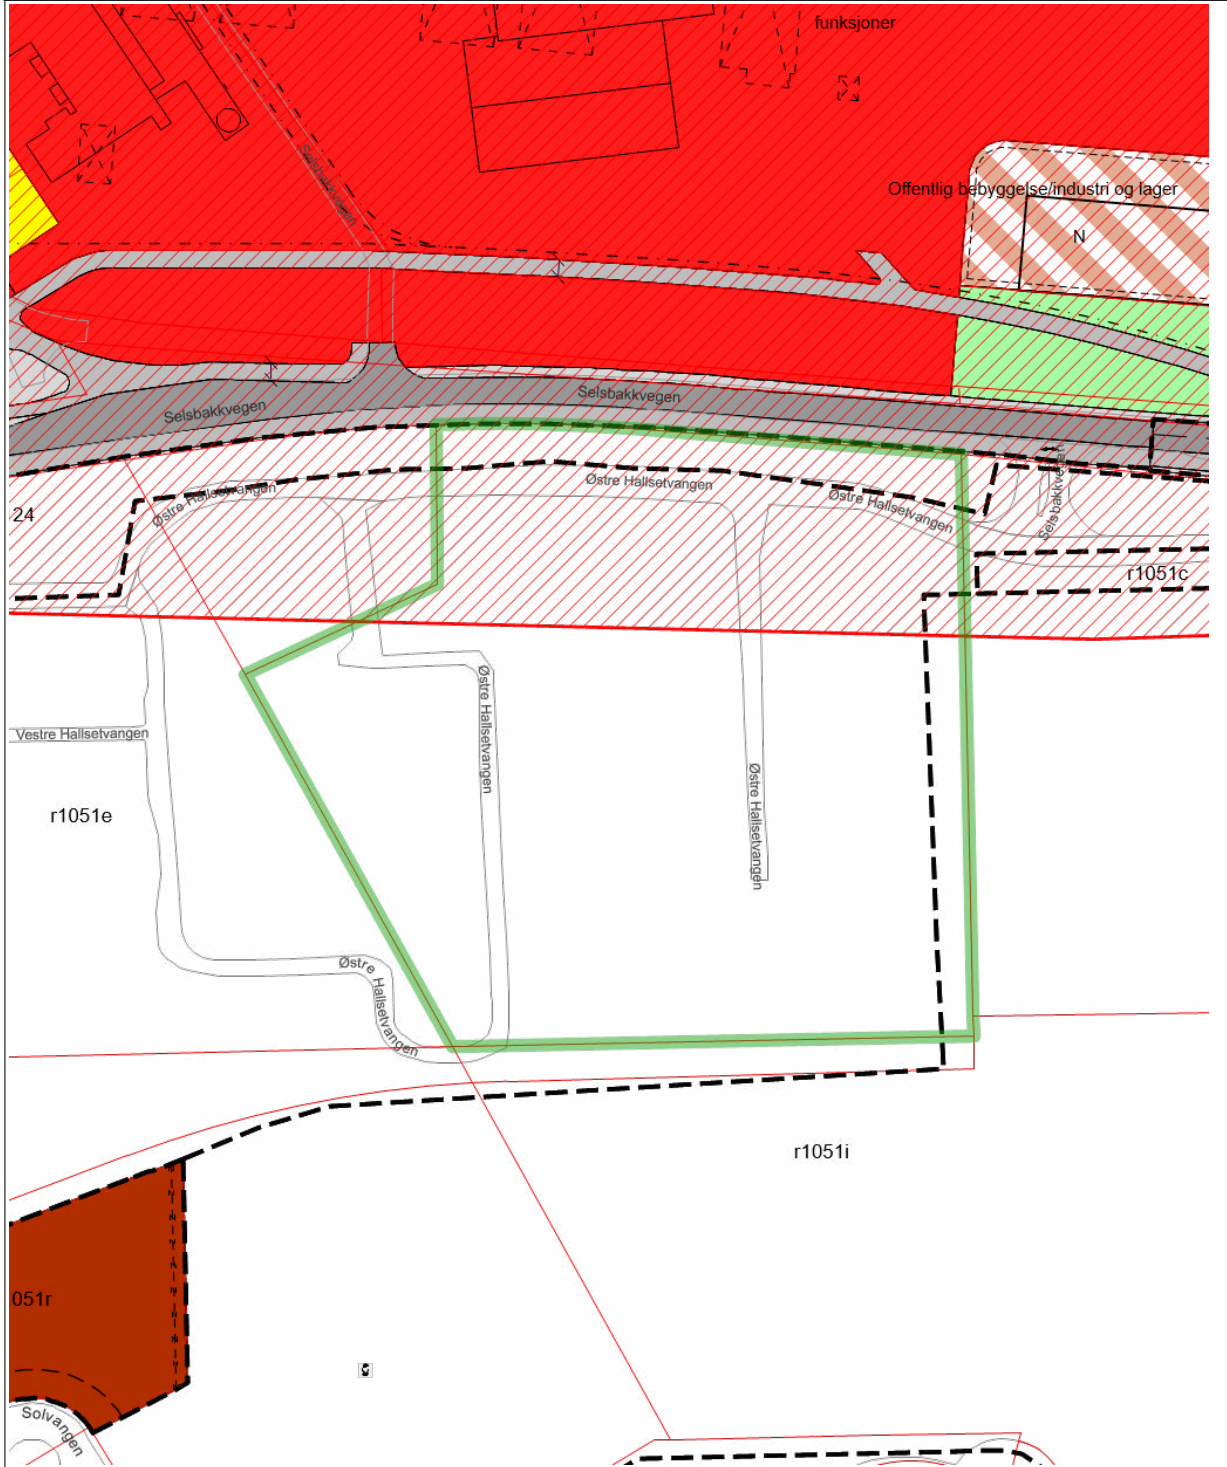 funksjoner
Selsbakkvegen
Offentlig bebyggelse/industri og lager
N
Selsbakkvegen
Selsbakkvegen
Selsbakkvegen
Østre Hallsetvangen
Østre Hallsetvangen
Østre Hallsetvangen
24
r1051c
Østre Hallsetvangen
Vestre Hallsetvangen
Østre Hallsetvangen
r1051e
Østre
Hallsetvangen
r1051i
051r
Solvangen